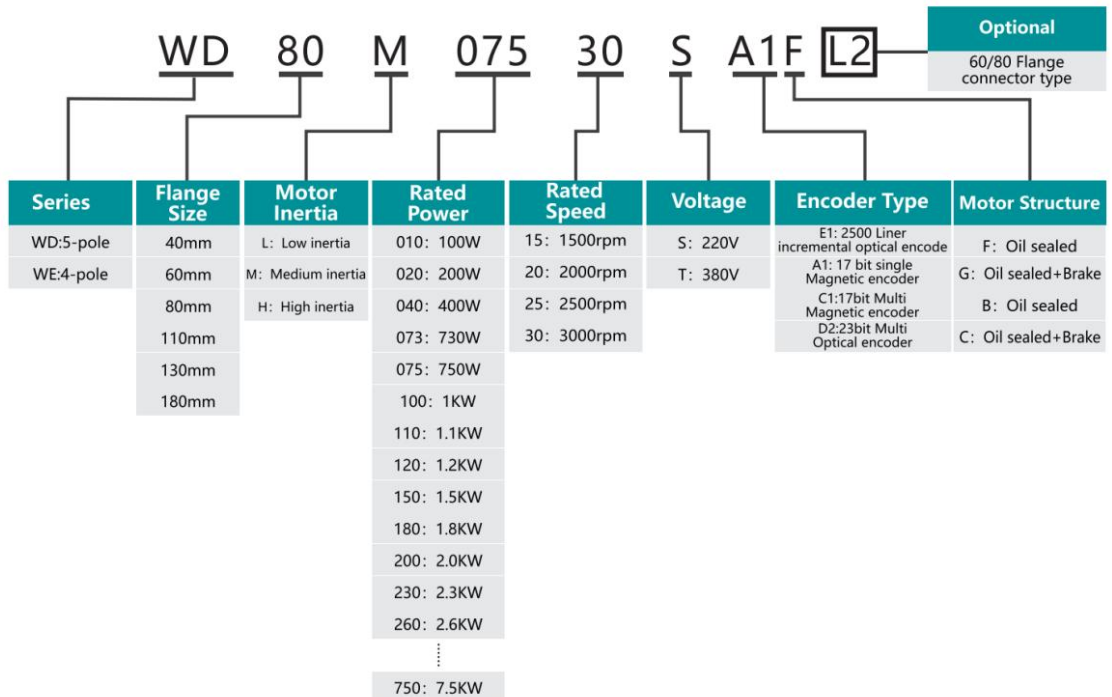 WD 80 M 075 30 S A1 F L2
Optional
60/80 Flange
connector type
Series
WD:5-pole
WE:4-pole
Flange
Size
40mm
60mm
80mm
110mm
130mm
180mm
Motor
Inertia
L: Low inertia
M: Medium inertia
H: High inertia
Rated
Power
010: 100W
020: 200W
040: 400W
073: 730W
075: 750W
100: 1KW
110: 1.1KW
120: 1.2KW
150: 1.5KW
180: 1.8KW
200: 2.0KW
230: 2.3KW
260: 2.6KW
750: 7.5KW
Rated
Speed
15: 1500rpm
20: 2000rpm
25: 2500rpm
30: 3000rpm
Voltage
S: 220V
T: 380V
Encoder Type
E1: 2500 Liner
incremental optical encode
A1: 17 bit single
Magnetic encoder
C1:17bit Multi
Magnetic encoder
D2:23bit Multi
Optical encoder
Motor Structure
F: Oil sealed
G: Oil sealed+Brake
B: Oil sealed
C: Oil sealed+Brake